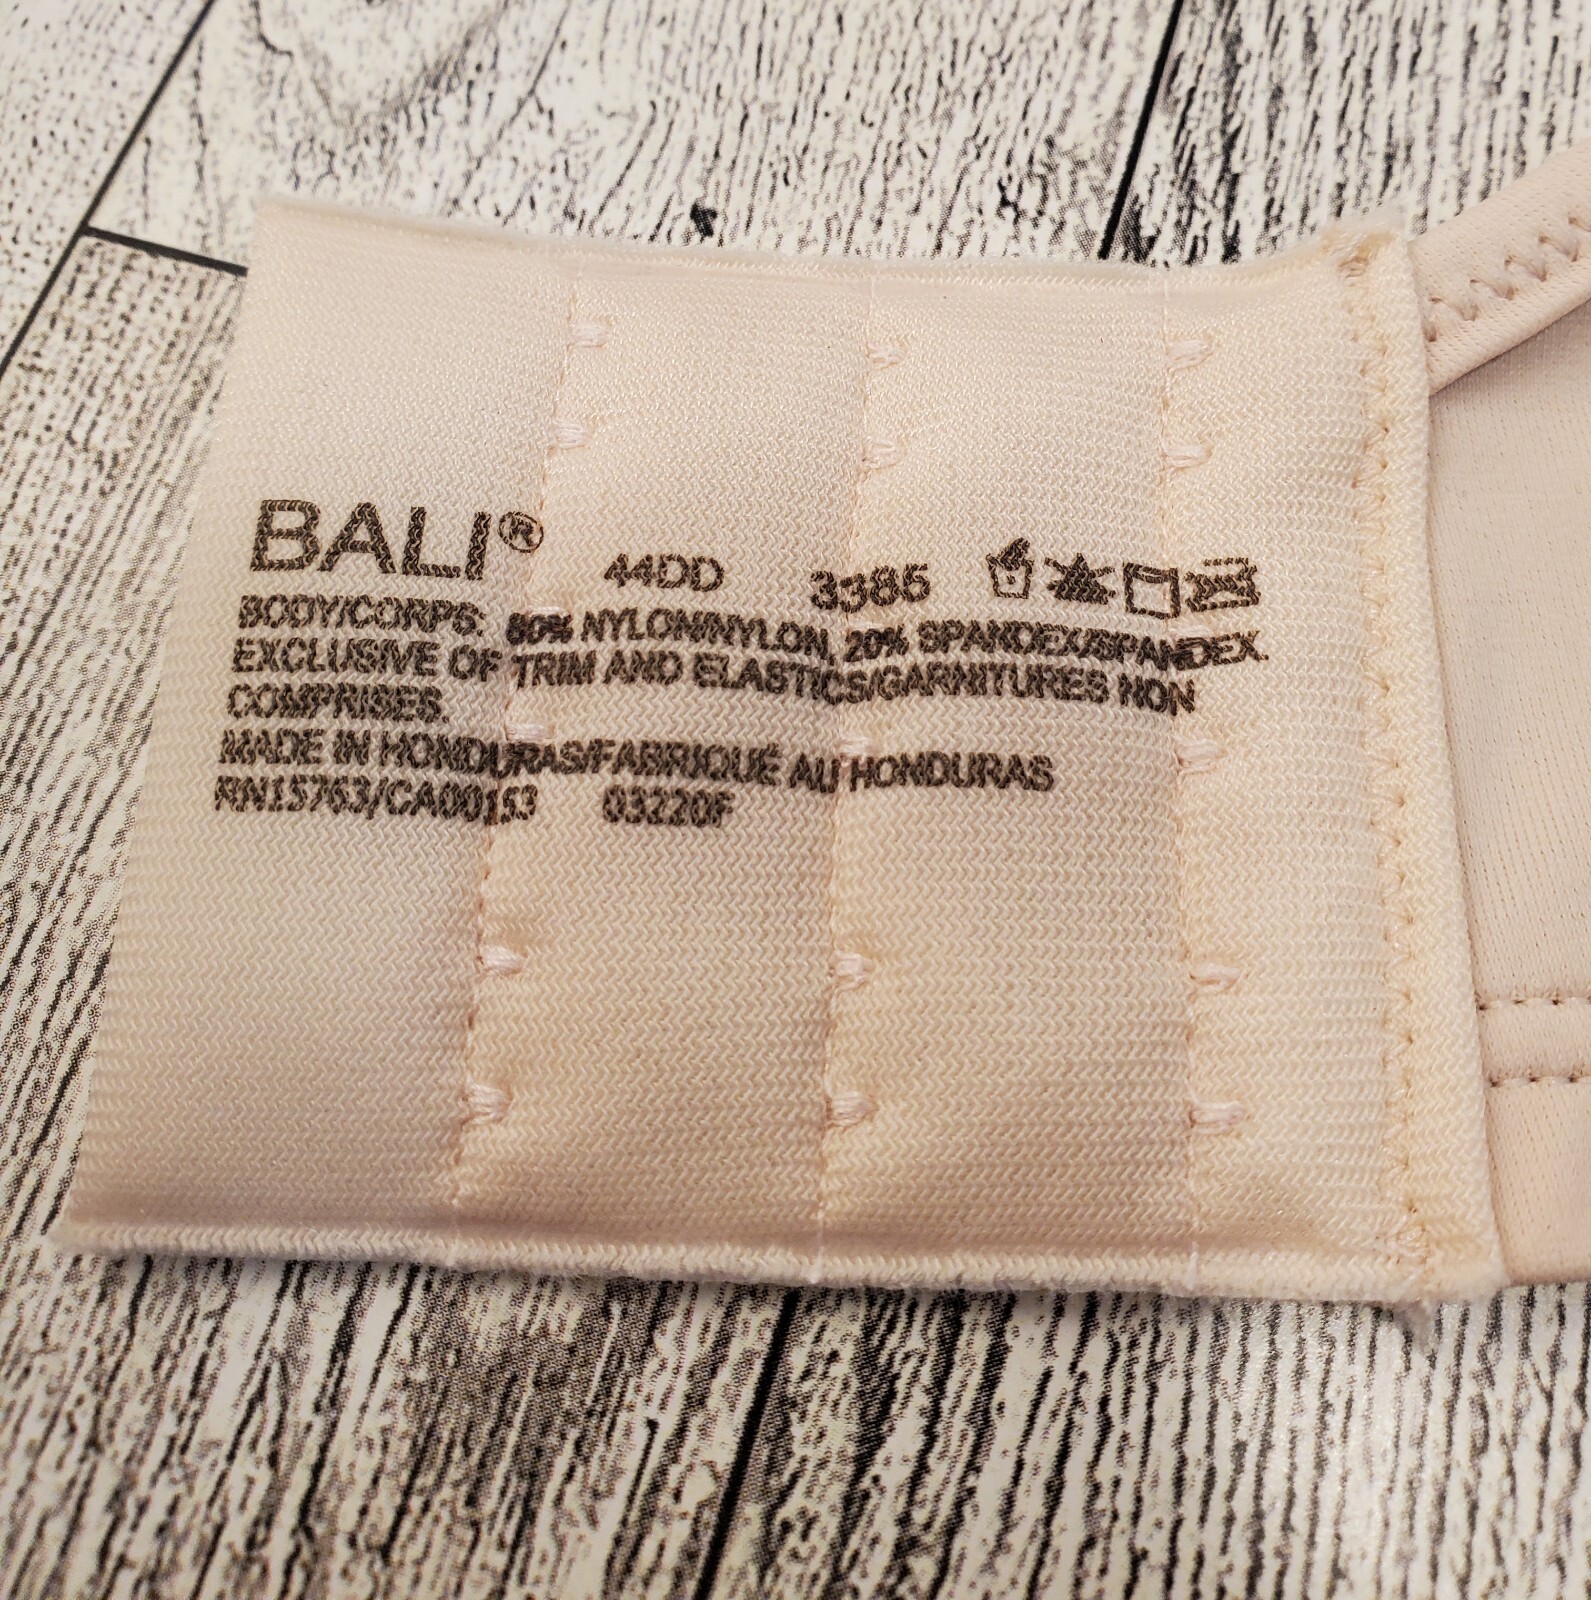 BALI® 44DD 3385
BODY/CORPS: 80% NYLON/NYLON, 20% SPANDEX/SPANDEX.
EXCLUSIVE OF TRIM AND ELASTICS/GARNITURES NON
COMPRISES.
MADE IN HONDURAS/FABRIQUÉ AU HONDURAS
RN15763/CA00153 03220F